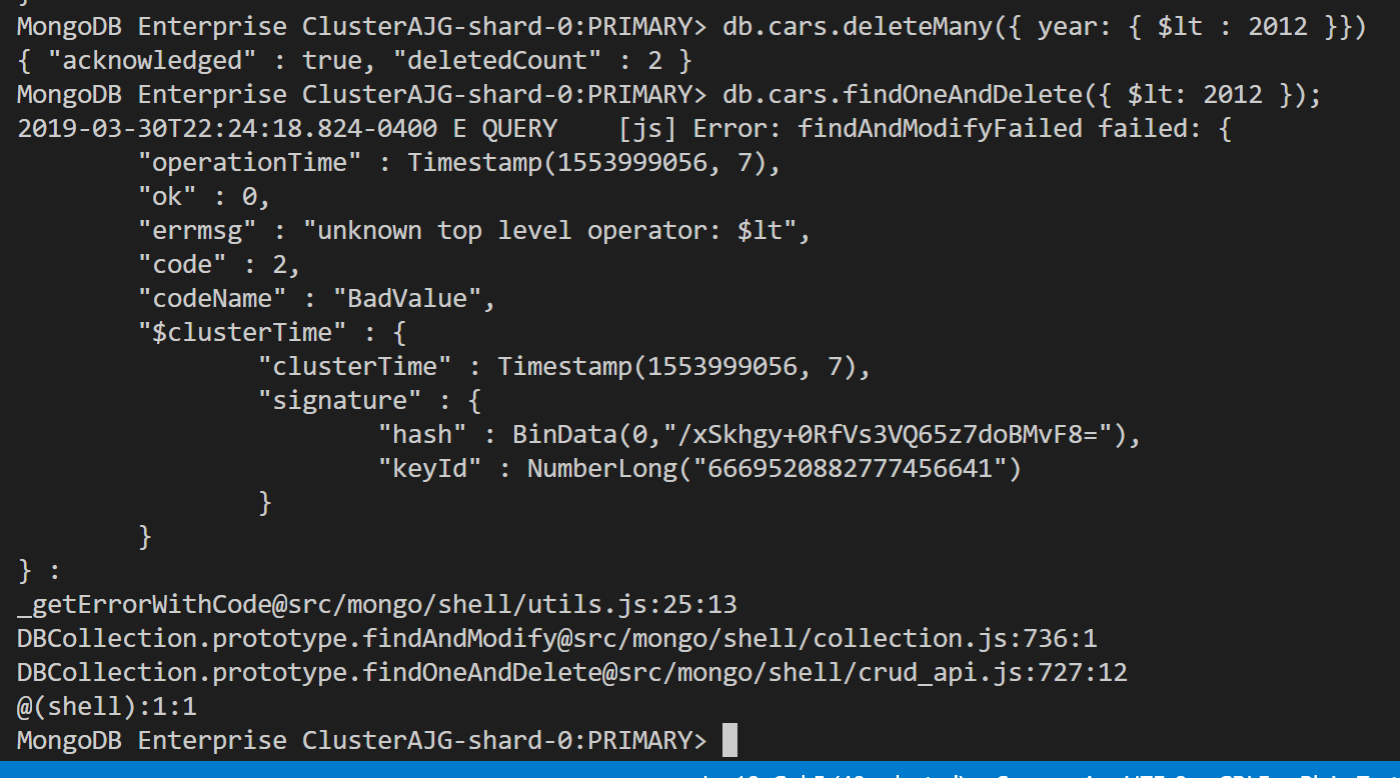 }
MongoDB Enterprise ClusterAJG-shard-0:PRIMARY> db.cars.deleteMany({ year: { $lt : 2012 }})
{ "acknowledged" : true, "deletedCount" : 2 }
MongoDB Enterprise ClusterAJG-shard-0:PRIMARY> db.cars.findOneAndDelete({ $lt: 2012 });
2019-03-30T22:24:18.824-0400 E QUERY    [js] Error: findAndModifyFailed failed: {
        "operationTime" : Timestamp(1553999056, 7),
        "ok" : 0,
        "errmsg" : "unknown top level operator: $lt",
        "code" : 2,
        "codeName" : "BadValue",
        "$clusterTime" : {
                "clusterTime" : Timestamp(1553999056, 7),
                "signature" : {
                        "hash" : BinData(0,"/xSkhgy+0RfVs3VQ65z7doBMvF8="),
                        "keyId" : NumberLong("6669520882777456641")
                }
        }
} :
_getErrorWithCode@src/mongo/shell/utils.js:25:13
DBCollection.prototype.findAndModify@src/mongo/shell/collection.js:736:1
DBCollection.prototype.findOneAndDelete@src/mongo/shell/crud_api.js:727:12
@(shell):1:1
MongoDB Enterprise ClusterAJG-shard-0:PRIMARY>